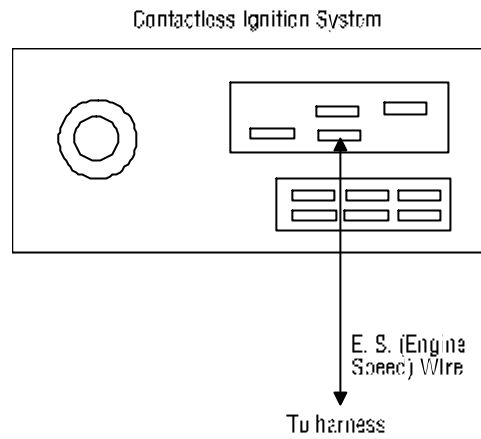 Contactless Ignition System
E. S. (Engine
Speed) Wire
To harness